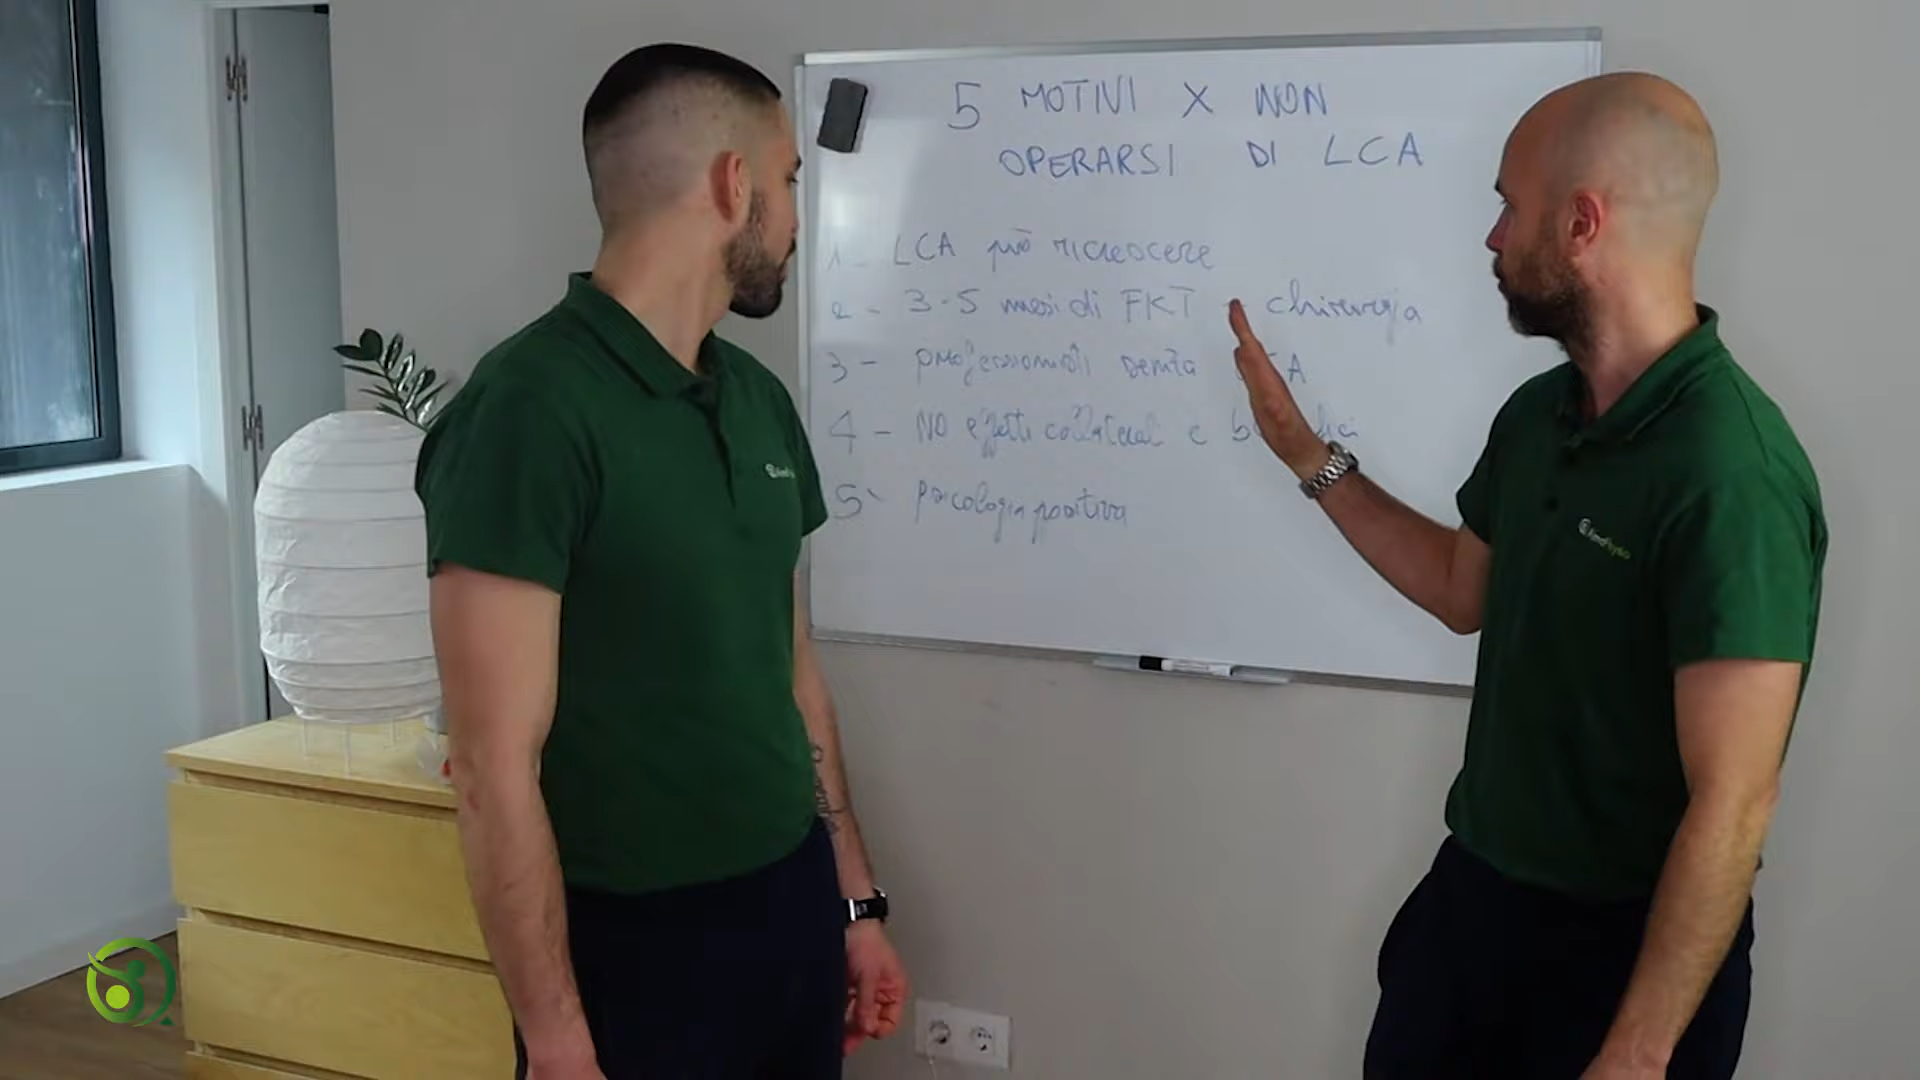 5 MOTIVI X NON
OPERARSI DI LCA
1 - LCA può ricrescere
2 - 3-5 mesi di FKT chirurgia
3 - professionisti senza A
4 - NO effetti collaterali e
5 - psicologia positiva